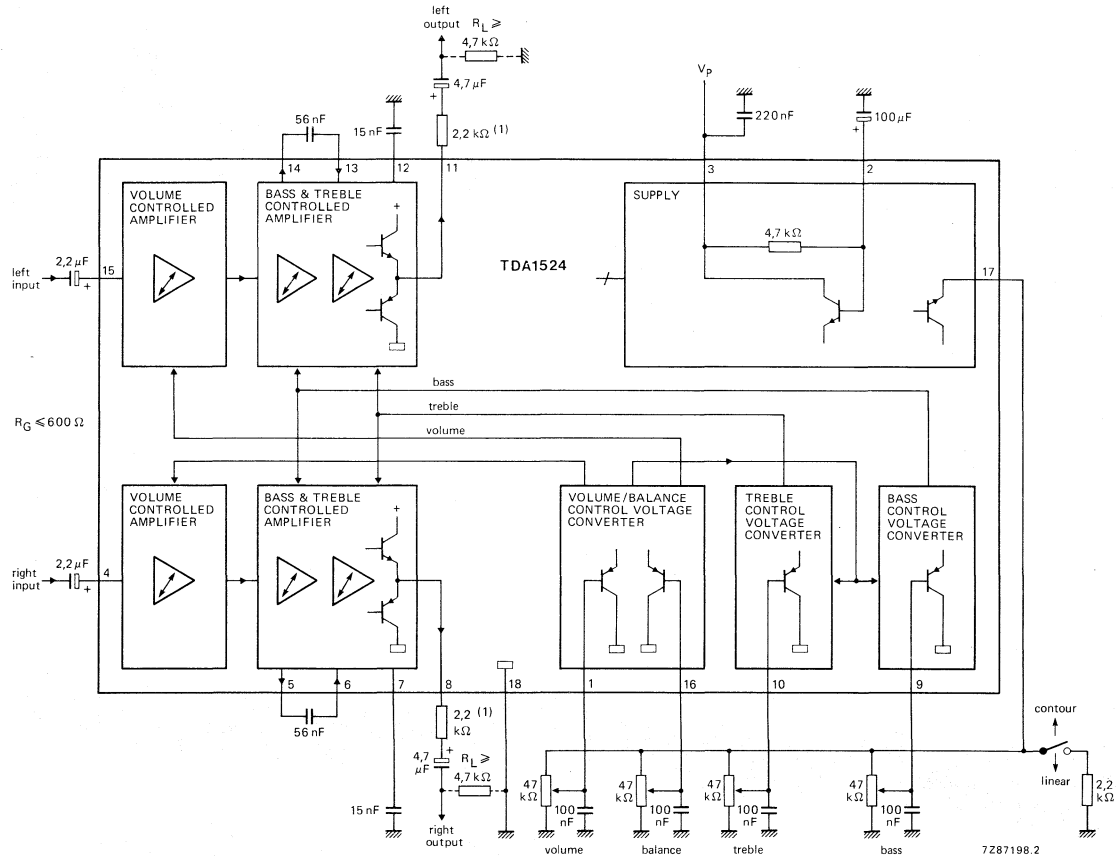 left
output
R_L ≥
4,7 kΩ
4,7 µF
+
V_P
56 nF
15 nF
2,2 kΩ (1)
220 nF
100 µF
+
14
13
12
11
3
2
VOLUME
CONTROLLED
AMPLIFIER
BASS & TREBLE
CONTROLLED
AMPLIFIER
+
SUPPLY
4,7 kΩ
TDA1524
17
2,2 µF
15
left
input
+
bass
treble
volume
R_G ≤ 600 Ω
VOLUME
CONTROLLED
AMPLIFIER
BASS & TREBLE
CONTROLLED
AMPLIFIER
+
VOLUME/BALANCE
CONTROL VOLTAGE
CONVERTER
TREBLE
CONTROL
VOLTAGE
CONVERTER
BASS
CONTROL
VOLTAGE
CONVERTER
2,2 µF
4
right
input
+
5
6
7
8
18
1
16
10
9
56 nF
2,2 (1)
kΩ
4,7
µF
+
R_L ≥
4,7 kΩ
15 nF
right
output
47
kΩ
100
nF
volume
47
kΩ
100
nF
balance
47
kΩ
100
nF
treble
47
kΩ
100
nF
bass
contour
linear
2,2
kΩ
7Z87198.2